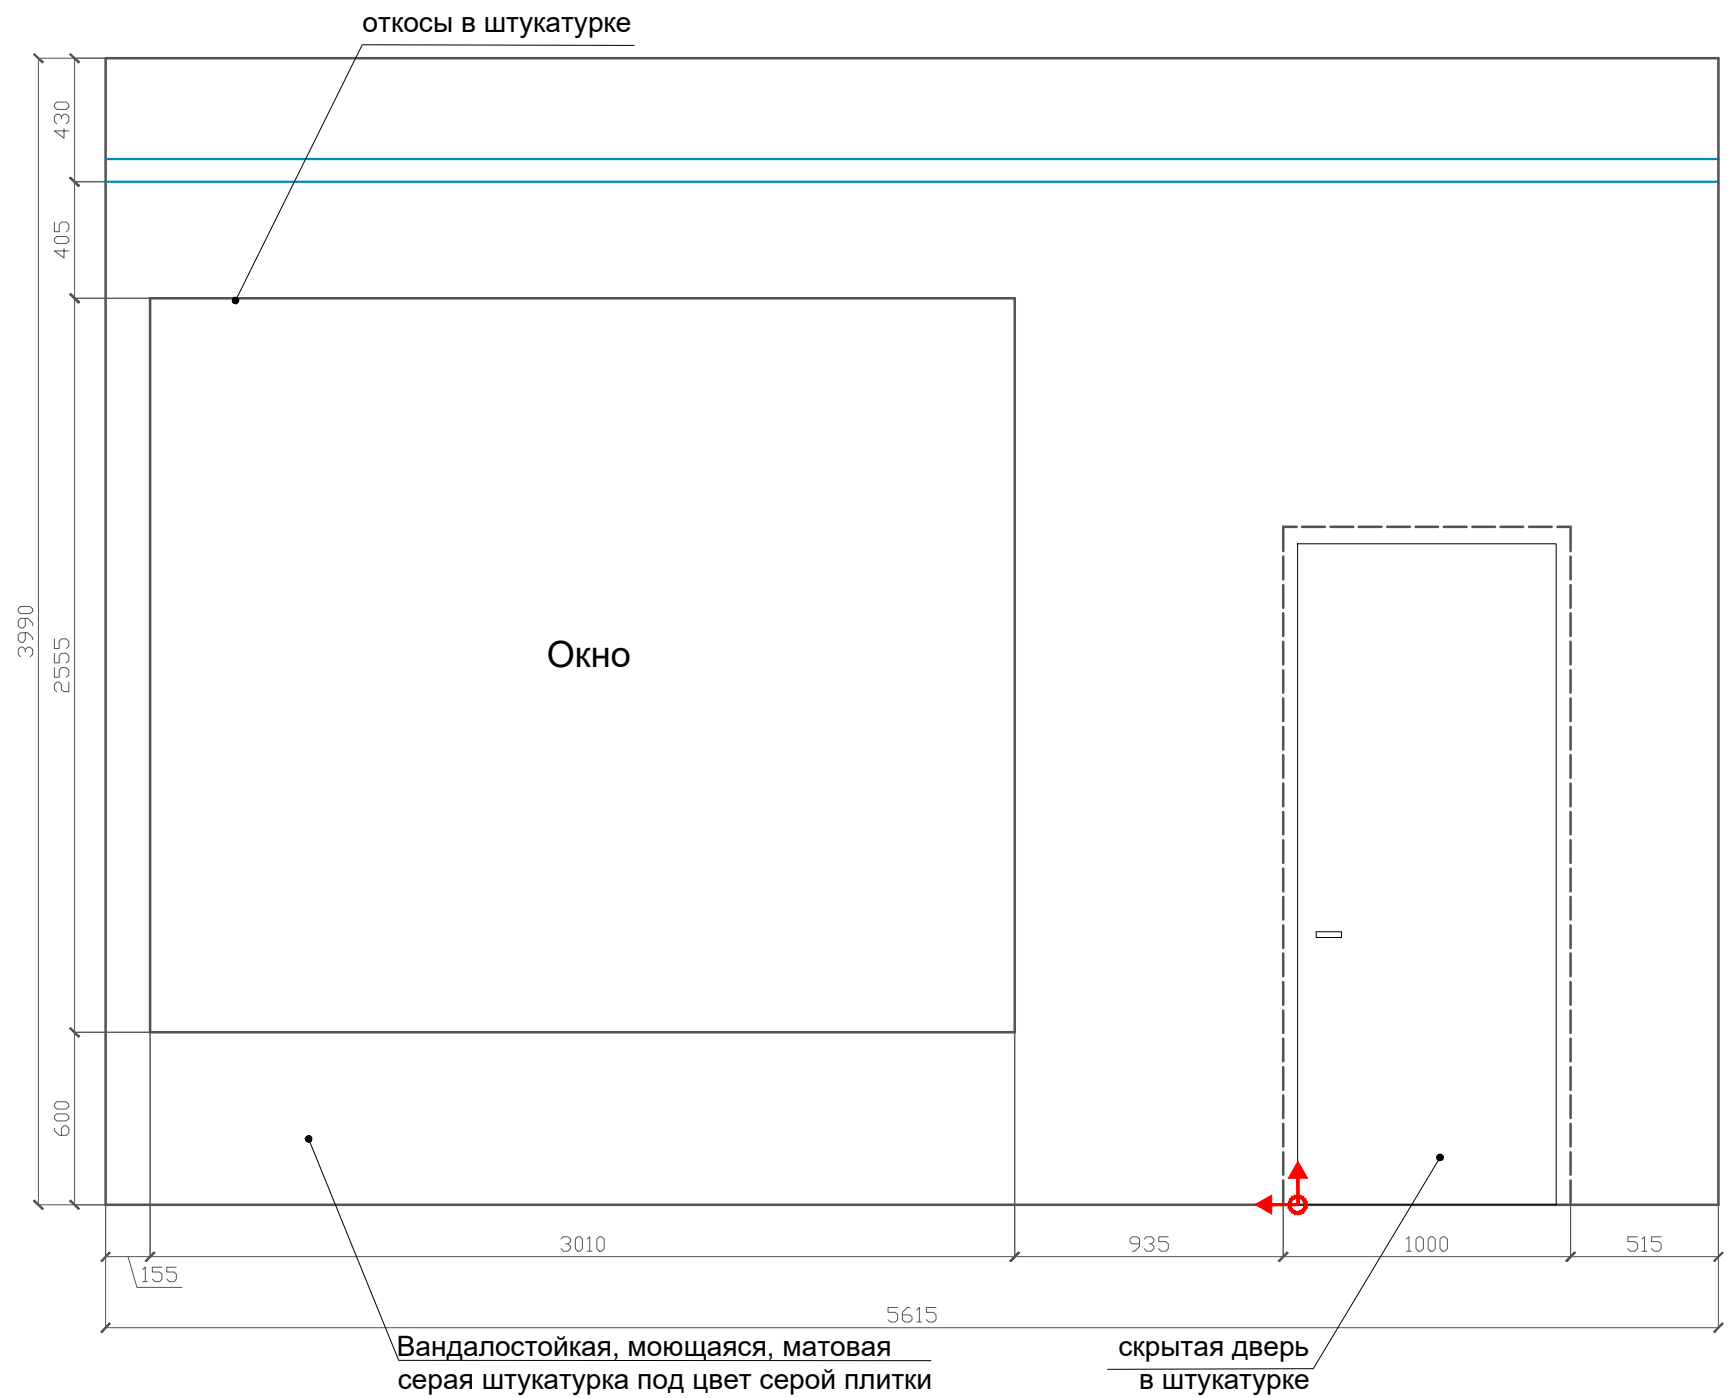 откосы в штукатурке
430
405
3990
2555
Окно
600
3010
935
1000
515
155
5615
Вандалостойкая, моющаяся, матовая
серая штукатурка под цвет серой плитки
скрытая дверь
в штукатурке